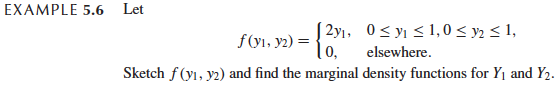 EXAMPLE 5.6 Let
f(y₁, y₂) = { 2y₁, 0 ≤ y₁ ≤ 1, 0 ≤ y₂ ≤ 1,
0, elsewhere.
Sketch f(y₁, y₂) and find the marginal density functions for Y₁ and Y₂.